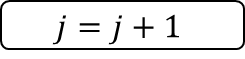 j = j + 1